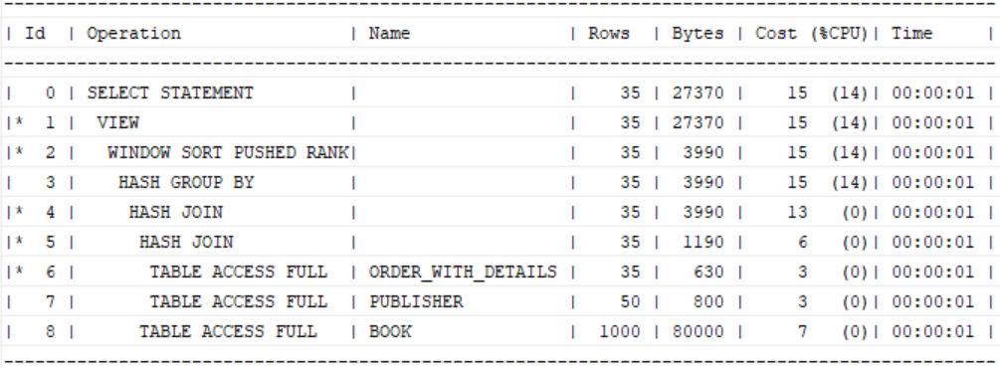 ---------------------------------------------------------------------------------------------------
| Id  | Operation                | Name               | Rows  | Bytes | Cost (%CPU)| Time     |
---------------------------------------------------------------------------------------------------
|   0 | SELECT STATEMENT         |                    |    35 | 27370 |    15  (14)| 00:00:01 |
|*  1 |  VIEW                    |                    |    35 | 27370 |    15  (14)| 00:00:01 |
|*  2 |   WINDOW SORT PUSHED RANK|                    |    35 |  3990 |    15  (14)| 00:00:01 |
|   3 |    HASH GROUP BY         |                    |    35 |  3990 |    15  (14)| 00:00:01 |
|*  4 |     HASH JOIN            |                    |    35 |  3990 |    13   (0)| 00:00:01 |
|*  5 |      HASH JOIN           |                    |    35 |  1190 |     6   (0)| 00:00:01 |
|*  6 |       TABLE ACCESS FULL  | ORDER_WITH_DETAILS |    35 |   630 |     3   (0)| 00:00:01 |
|   7 |       TABLE ACCESS FULL  | PUBLISHER          |    50 |   800 |     3   (0)| 00:00:01 |
|   8 |      TABLE ACCESS FULL   | BOOK               |  1000 | 80000 |     7   (0)| 00:00:01 |
---------------------------------------------------------------------------------------------------